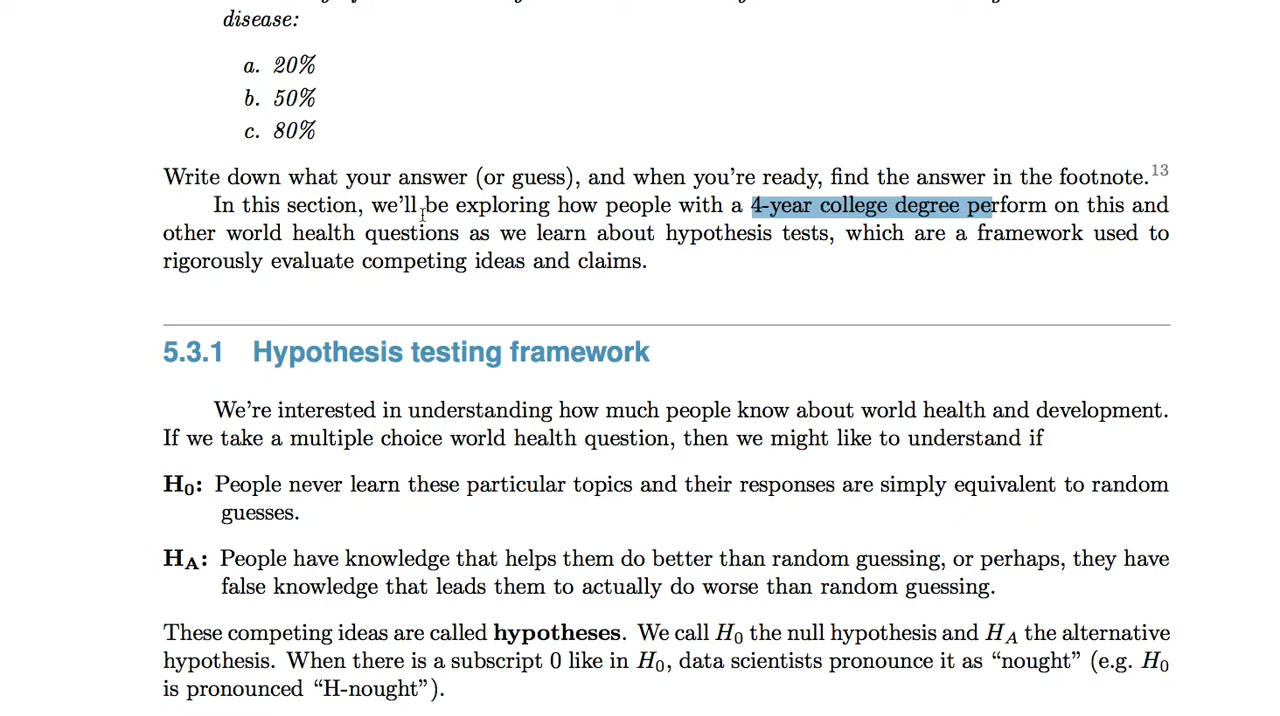 disease:
a. 20%
b. 50%
c. 80%
Write down what your answer (or guess), and when you're ready, find the answer in the footnote.13
In this section, we'll be exploring how people with a 4-year college degree perform on this and
other world health questions as we learn about hypothesis tests, which are a framework used to
rigorously evaluate competing ideas and claims.
5.3.1 Hypothesis testing framework
We're interested in understanding how much people know about world health and development.
If we take a multiple choice world health question, then we might like to understand if
H0: People never learn these particular topics and their responses are simply equivalent to random
guesses.
HA: People have knowledge that helps them do better than random guessing, or perhaps, they have
false knowledge that leads them to actually do worse than random guessing.
These competing ideas are called hypotheses. We call H0 the null hypothesis and HA the alternative
hypothesis. When there is a subscript 0 like in H0, data scientists pronounce it as “nought” (e.g. H0
is pronounced “H-nought”).